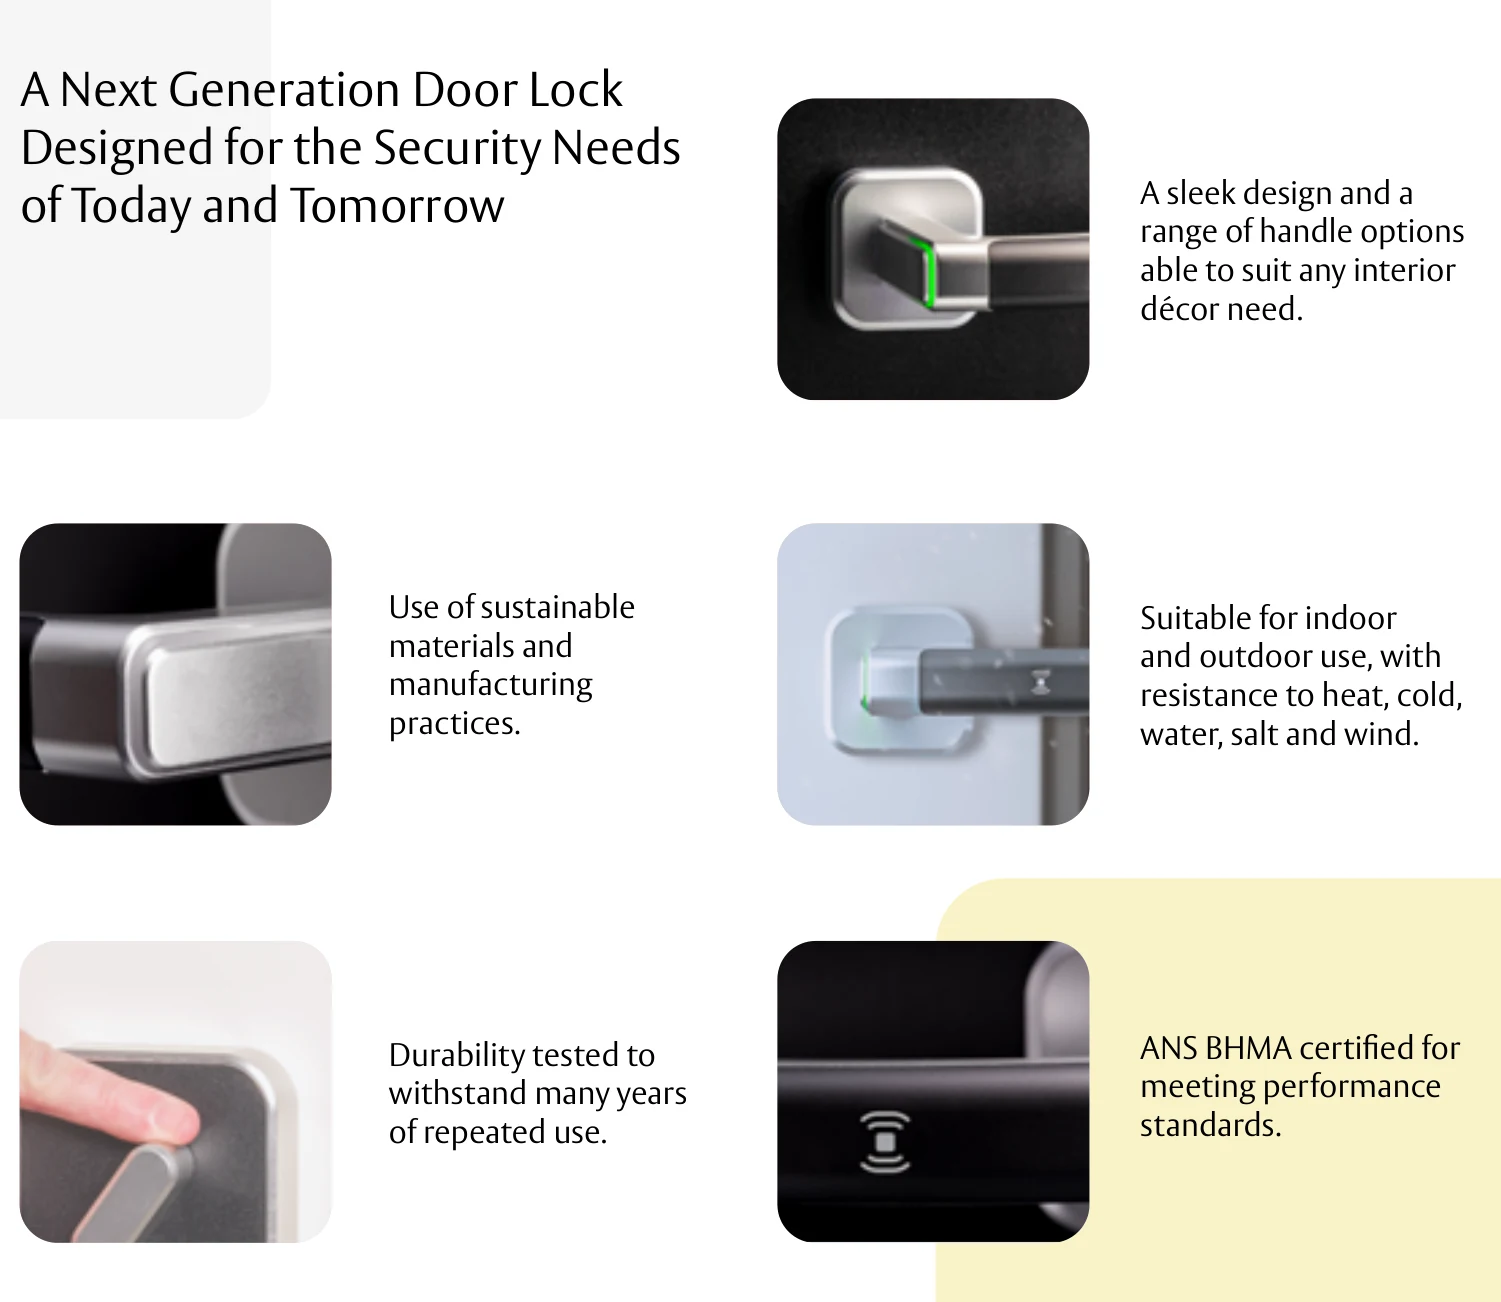 A Next Generation Door Lock
Designed for the Security Needs
of Today and Tomorrow
A sleek design and a
range of handle options
able to suit any interior
décor need.
Use of sustainable
materials and
manufacturing
practices.
Suitable for indoor
and outdoor use, with
resistance to heat, cold,
water, salt and wind.
Durability tested to
withstand many years
of repeated use.
ANS BHMA certified for
meeting performance
standards.